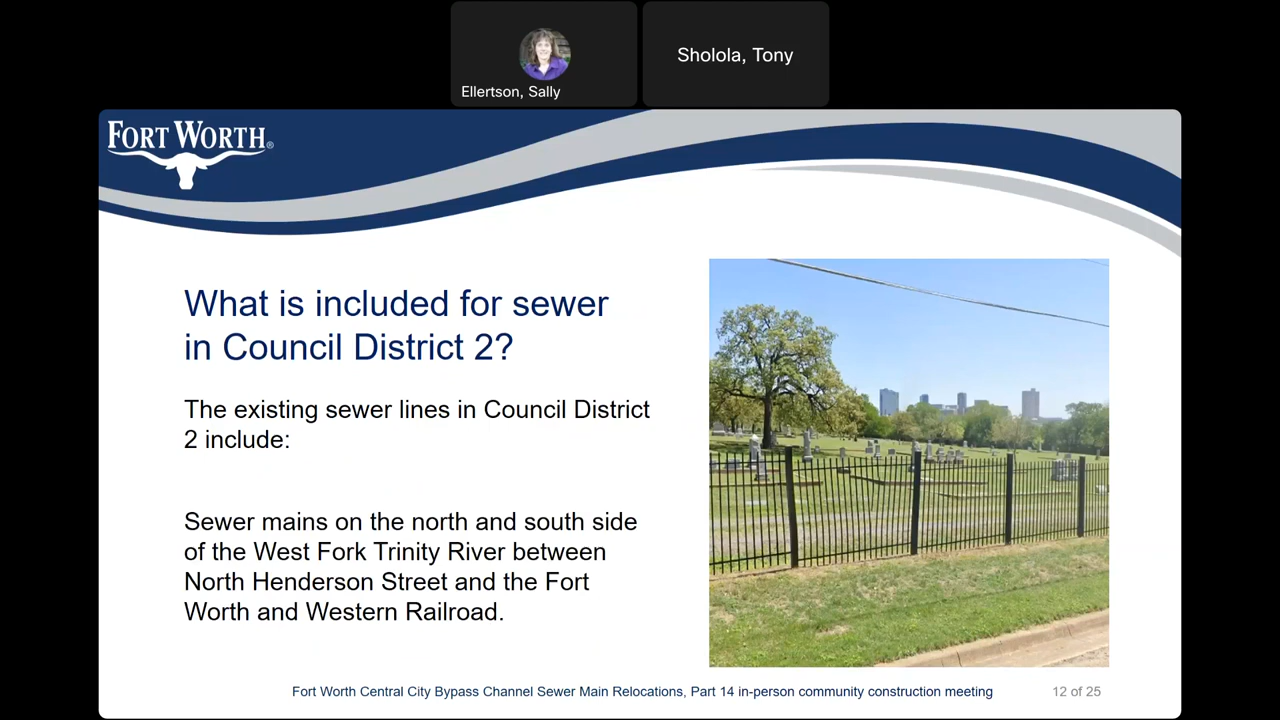 Ellertson, Sally
Sholola, Tony
FORT WORTH®
What is included for sewer
in Council District 2?
The existing sewer lines in Council District
2 include:
Sewer mains on the north and south side
of the West Fork Trinity River between
North Henderson Street and the Fort
Worth and Western Railroad.
Fort Worth Central City Bypass Channel Sewer Main Relocations, Part 14 in-person community construction meeting
12 of 25